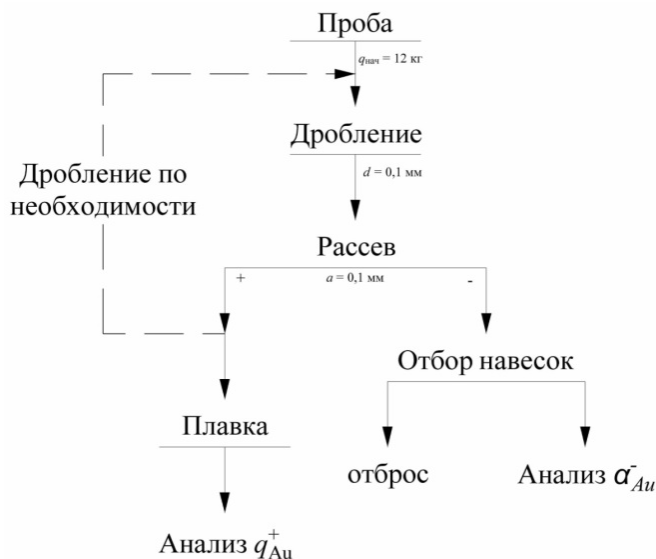 Проба
qнач = 12 кг
Дробление
d = 0,1 мм
Дробление по
необходимости
Рассев
+
a = 0,1 мм
-
Отбор навесок
Плавка
отброс
Анализ α⁻Au
Анализ q⁺Au